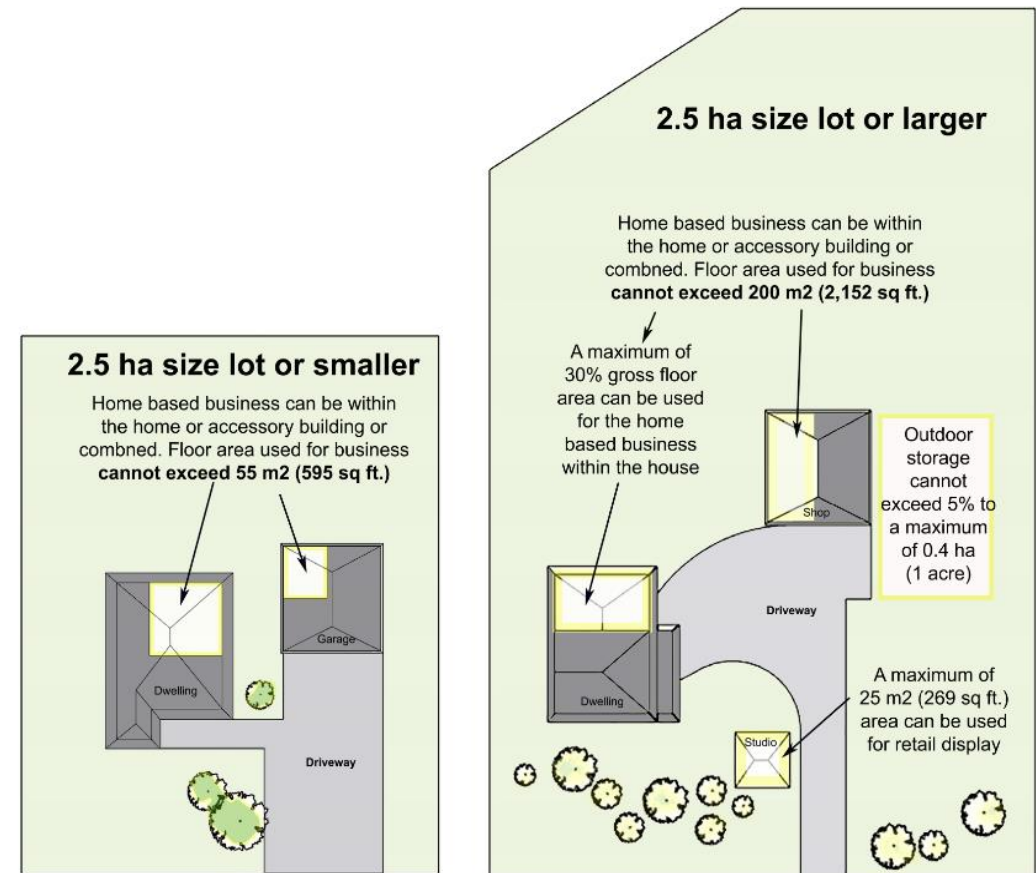 2.5 ha size lot or smaller
Home based business can be within
the home or accessory building or
combned. Floor area used for business
cannot exceed 55 m2 (595 sq ft.)
Garage
Dwelling
Driveway
2.5 ha size lot or larger
Home based business can be within
the home or accessory building or
combned. Floor area used for business
cannot exceed 200 m2 (2,152 sq ft.)
A maximum of
30% gross floor
area can be used
for the home
based business
within the house
Shop
Outdoor
storage
cannot
exceed 5% to
a maximum
of 0.4 ha
(1 acre)
Driveway
Dwelling
A maximum of
25 m2 (269 sq ft.)
area can be used
for retail display
Studio